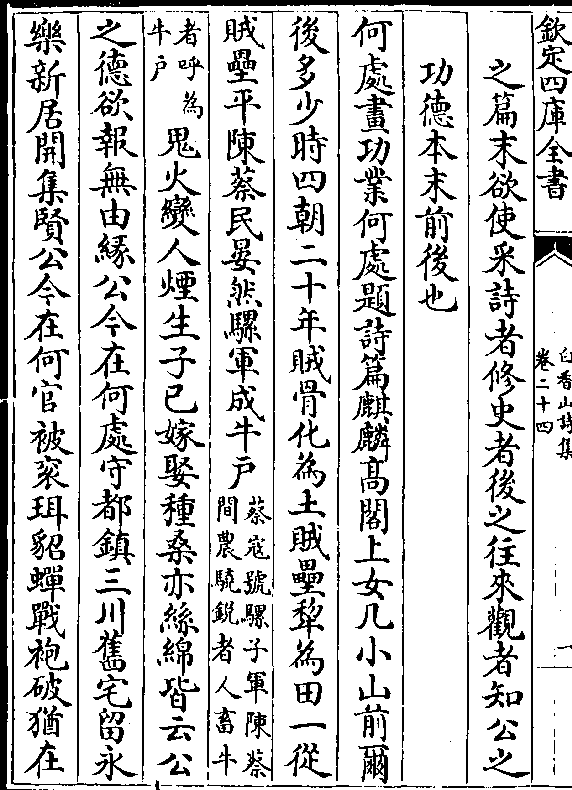 欽定四庫全書
白香山詩集
卷二十四
一
之篇末欲使采詩者修史者後之往來觀者知公之
功德本末前後也
何處畫功業何處題詩篇麒麟高閣上女几小山前爾
後多少時四朝二十年賊骨化為土賊壘犂為田一從
賊壘平陳蔡民晏然騾軍成牛戶
蔡寇號騾子軍陳蔡
間農驍銳者人畜牛
者呼為
牛戶
鬼火變人煙生子已嫁娶種桑亦絲綿皆云公
之德欲報無由緣公今在何處守都鎮三川舊宅留永
樂新居開集賢公今在何官被衮珥貂蟬戰袍破猶在